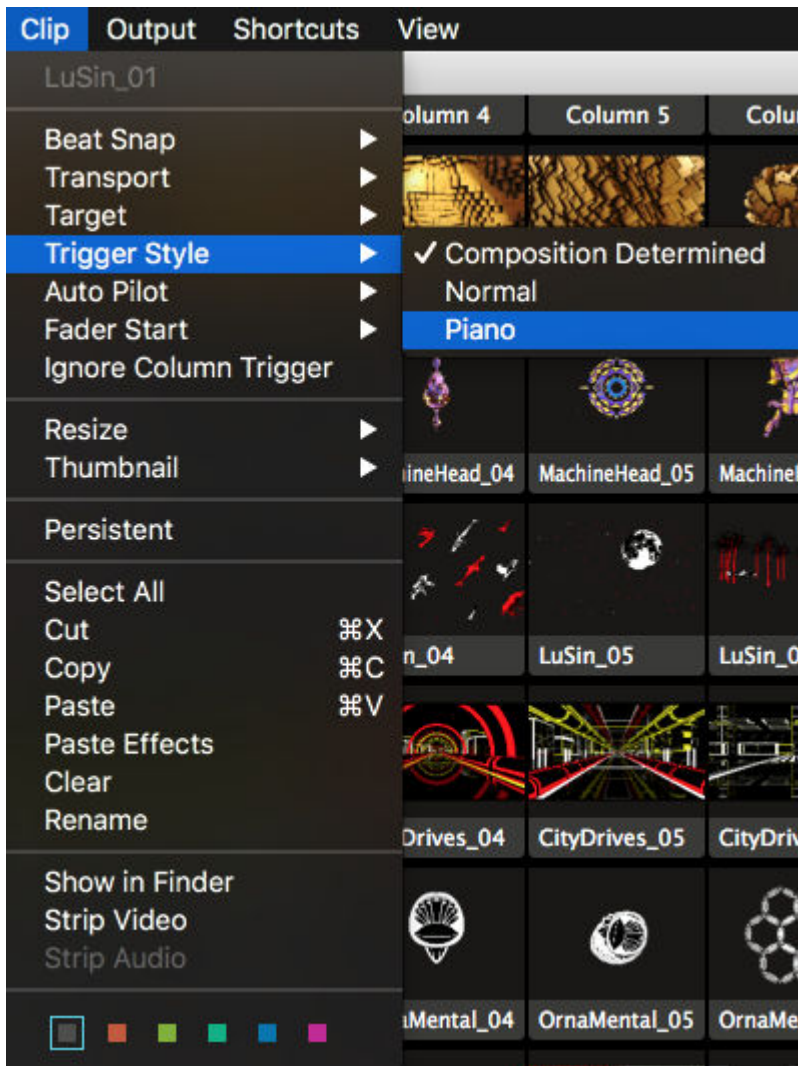 Clip Output Shortcuts View
LuSin_01
Column 5
Beat Snap
Transport
Target
Trigger Style
✓ Composition Determined
Auto Pilot
Normal
Fader Start
Piano
Ignore Column Trigger
Resize
Thumbnail
MachineHead_05
Persistent
Select All
Cut ⌘X
Copy ⌘C
LuSin_05
Paste ⌘V
Paste Effects
Clear
Rename
CityDrives_05
Show in Finder
Strip Video
Strip Audio
OrnaMental_05